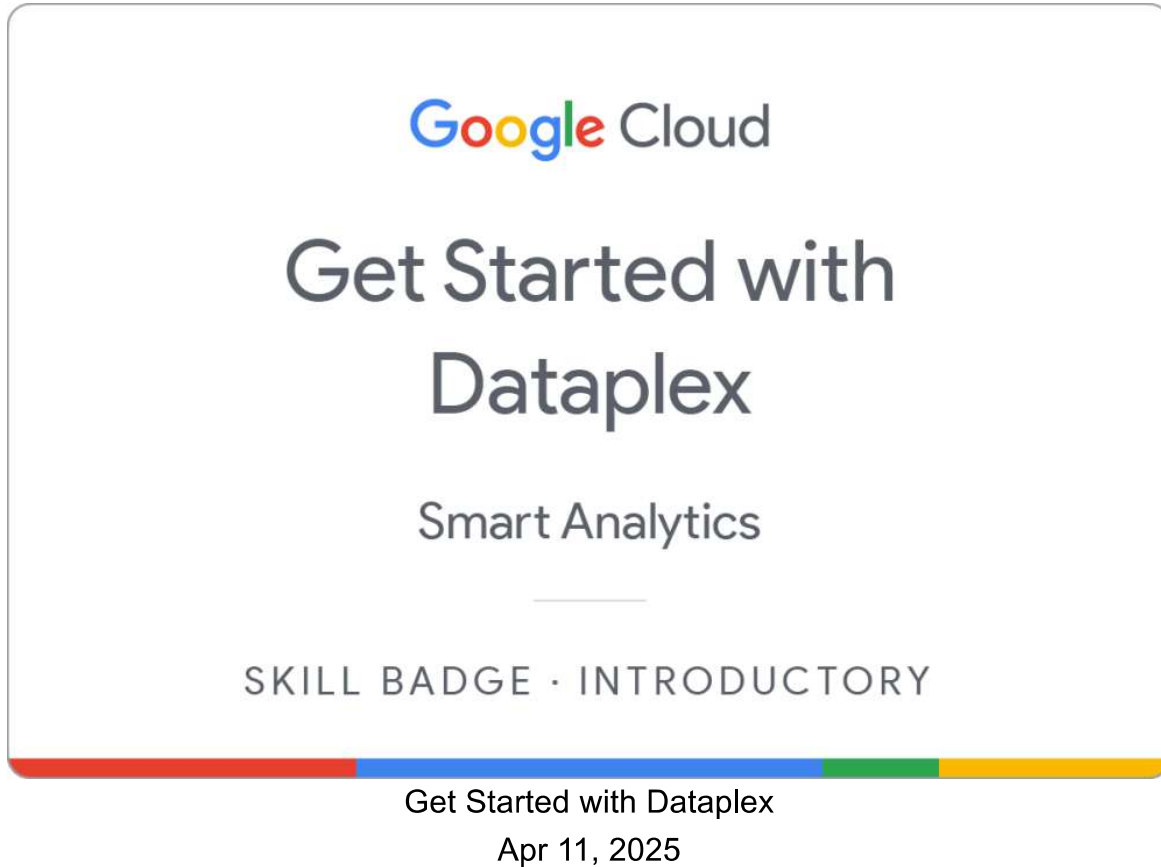 Google Cloud
Get Started with
Dataplex
Smart Analytics
SKILL BADGE · INTRODUCTORY
Get Started with Dataplex
Apr 11, 2025